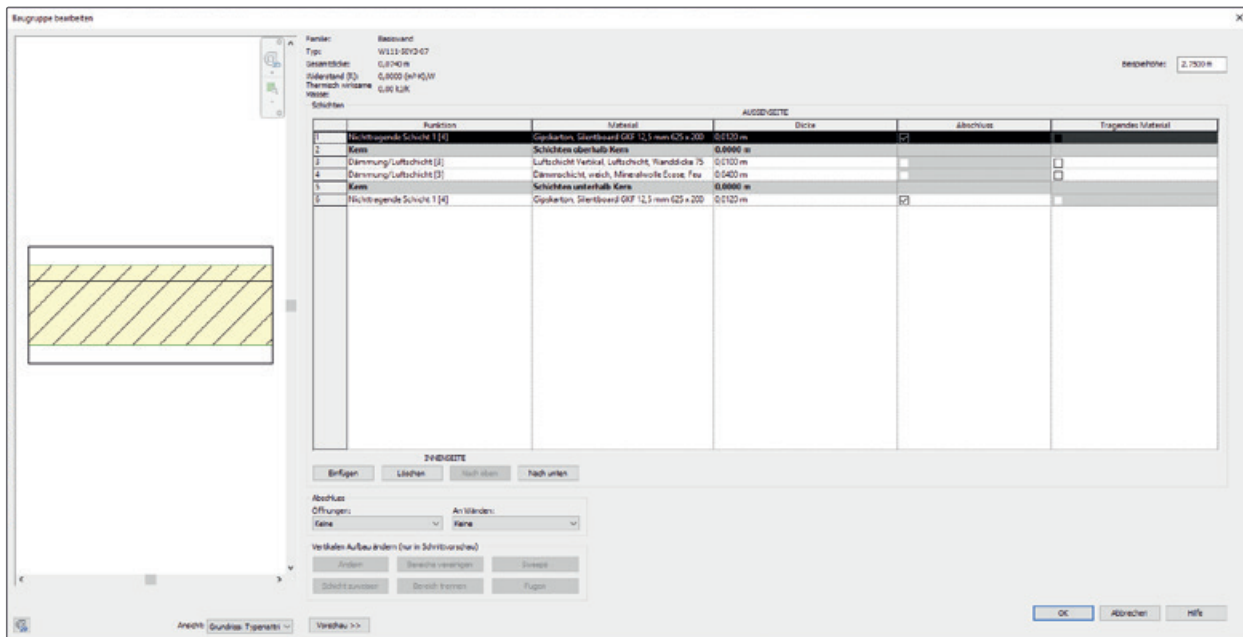 Baugruppe bearbeiten
Familie: Basiswand
Typ: W111-50Y2-07
Gesamtdicke: 0,0740 m
Widerstand (R): 0,0000 (m²·K)/W
Thermisch wirksame Masse: 0,00 kJ/K
Beispielhöhe: 2.7500 m
Schichten
AUSSENSEITE
Funktion Material Dicke Abschluss Tragendes Material
1 Nichttragende Schicht 1 [4] Gipskarton, Silentboard GKF 12,5 mm 625 x 200 0.0120 m
2 Kern Schichten oberhalb Kern 0.0000 m
3 Dämmung/Luftschicht [3] Luftschicht Vertikal, Luftschicht, Wanddicke 75 0.0100 m
4 Dämmung/Luftschicht [3] Dämmschicht, weich, Mineralwolle 0.0400 m
5 Kern Schichten unterhalb Kern 0.0000 m
6 Nichttragende Schicht 1 [4] Gipskarton, Silentboard GKF 12,5 mm 625 x 200 0.0120 m
INNENSEITE
Einfügen Löschen Nach oben Nach unten
Abschluss
Öffnungen: An Wänden:
Keine Keine
Vertikalen Aufbau ändern (nur in Schnittvorschau)
Ändern Bereiche vereinigen Sweeps
Schicht zuweisen Bereich trennen Fugen
OK Abbrechen Hilfe
Ansicht: Grundriss: Typenattri Vorschau >>